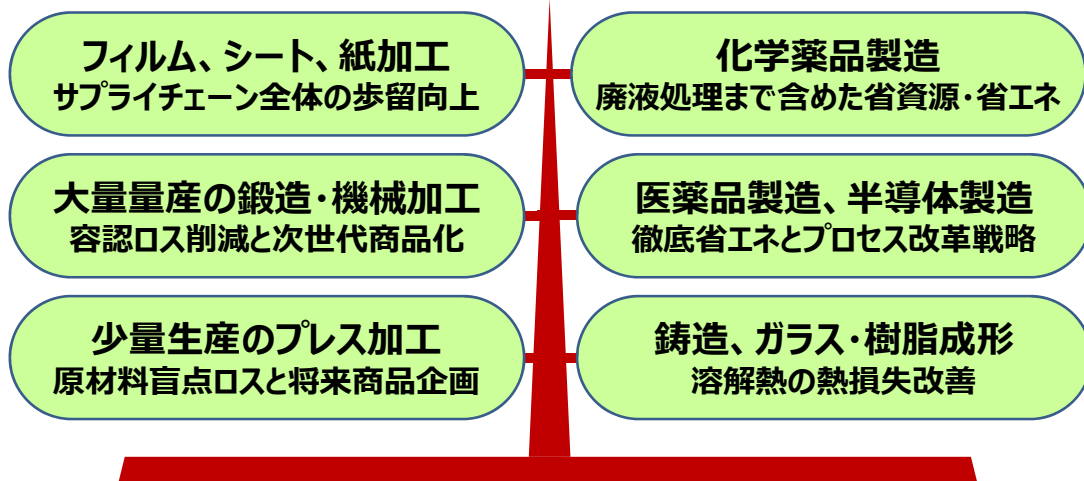 フィルム、シート、紙加工
サプライチェーン全体の歩留向上
化学薬品製造
廃液処理まで含めた省資源・省エネ
大量量産の鍛造・機械加工
容認ロス削減と次世代商品化
医薬品製造、半導体製造
徹底省エネとプロセス改革戦略
少量生産のプレス加工
原材料盲点ロスと将来商品企画
鋳造、ガラス・樹脂成形
溶解熱の熱損失改善